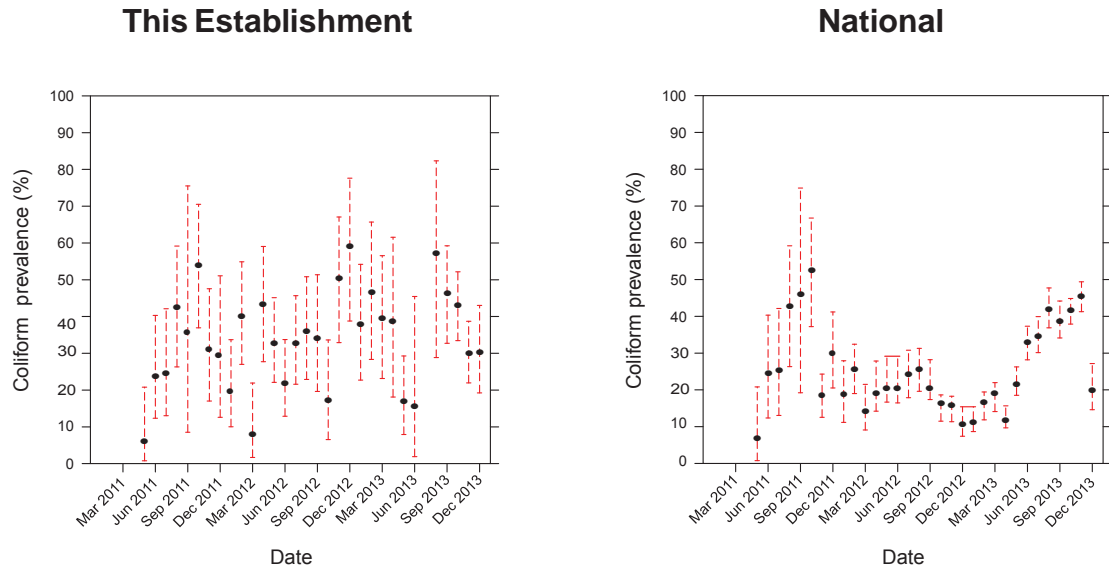 This Establishment
Coliform prevalence (%)
100
90
80
70
60
50
40
30
20
10
0
Mar 2011
Jun 2011
Sep 2011
Dec 2011
Mar 2012
Jun 2012
Sep 2012
Dec 2012
Mar 2013
Jun 2013
Sep 2013
Dec 2013
Date
National
Coliform prevalence (%)
100
90
80
70
60
50
40
30
20
10
0
Mar 2011
Jun 2011
Sep 2011
Dec 2011
Mar 2012
Jun 2012
Sep 2012
Dec 2012
Mar 2013
Jun 2013
Sep 2013
Dec 2013
Date